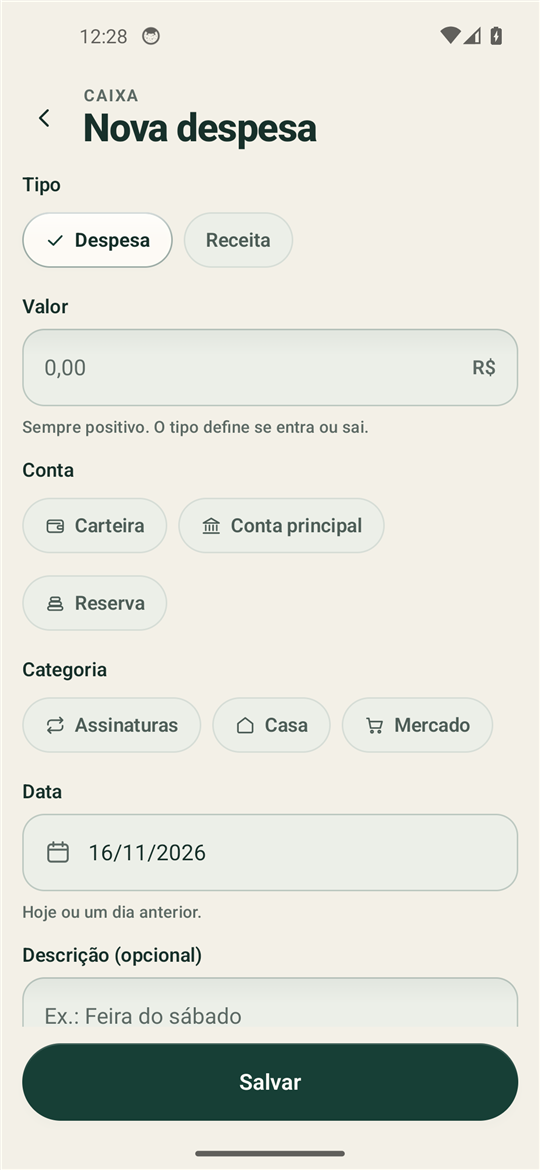 12:28
CAIXA
Nova despesa
Tipo
Despesa Receita
Valor
0,00 R$
Sempre positivo. O tipo define se entra ou sai.
Conta
Carteira Conta principal
Reserva
Categoria
Assinaturas Casa Mercado
Data
16/11/2026
Hoje ou um dia anterior.
Descrição (opcional)
Ex.: Feira do sábado
Salvar